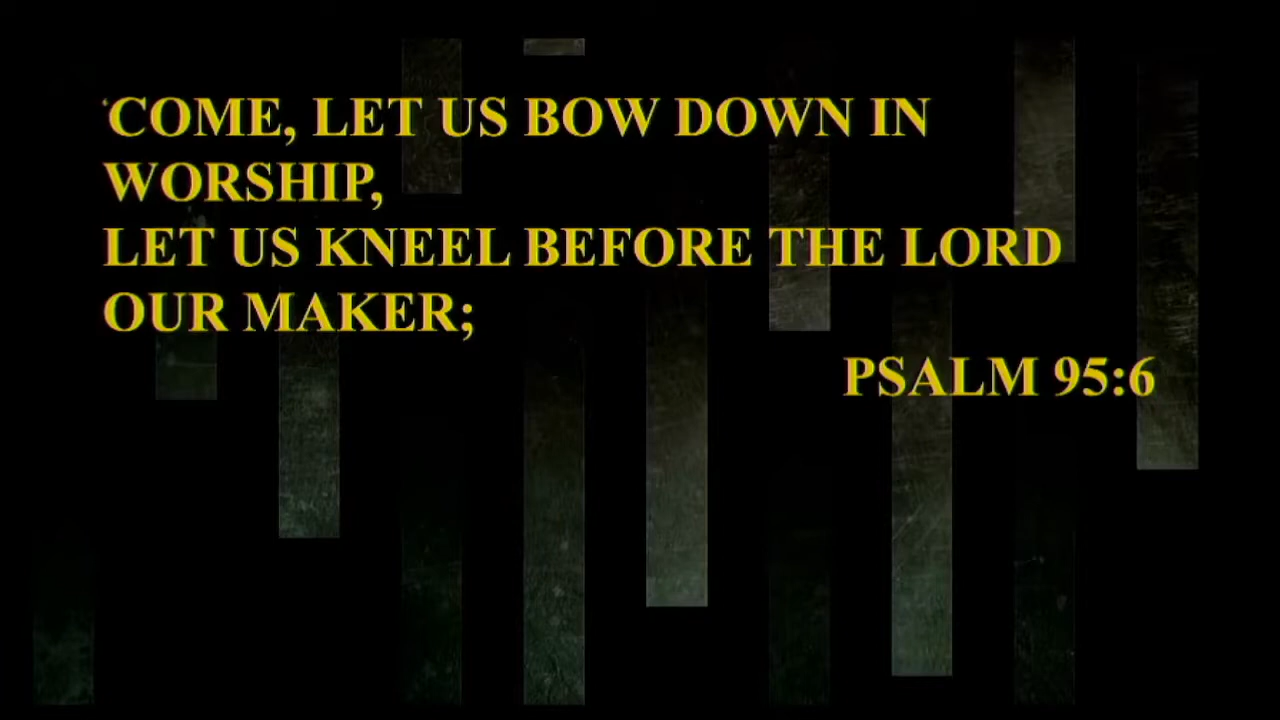 COME, LET US BOW DOWN IN
WORSHIP,
LET US KNEEL BEFORE THE LORD
OUR MAKER;
PSALM 95:6